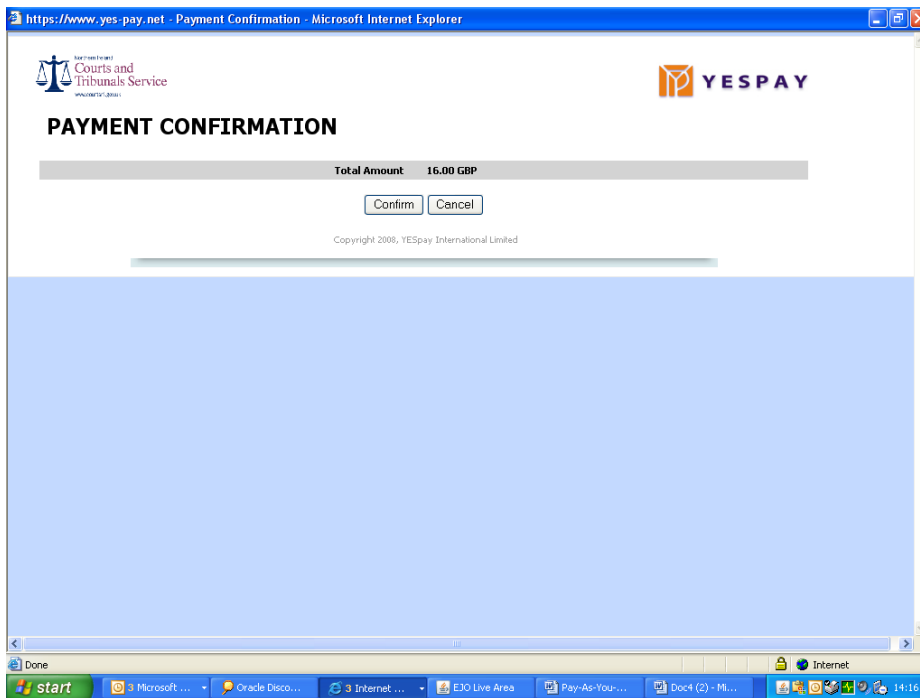 https://www.yes-pay.net - Payment Confirmation - Microsoft Internet Explorer
Northern Ireland
Courts and
Tribunals Service
YESPAY
PAYMENT CONFIRMATION
Total Amount 16.00 GBP
Confirm Cancel
Copyright 2008, YESpay International Limited
Done Internet
start 3 Microsoft ... Oracle Disco... 3 Internet ... EJO Live Area Pay-As-You-... Doc4 (2) - Mi...